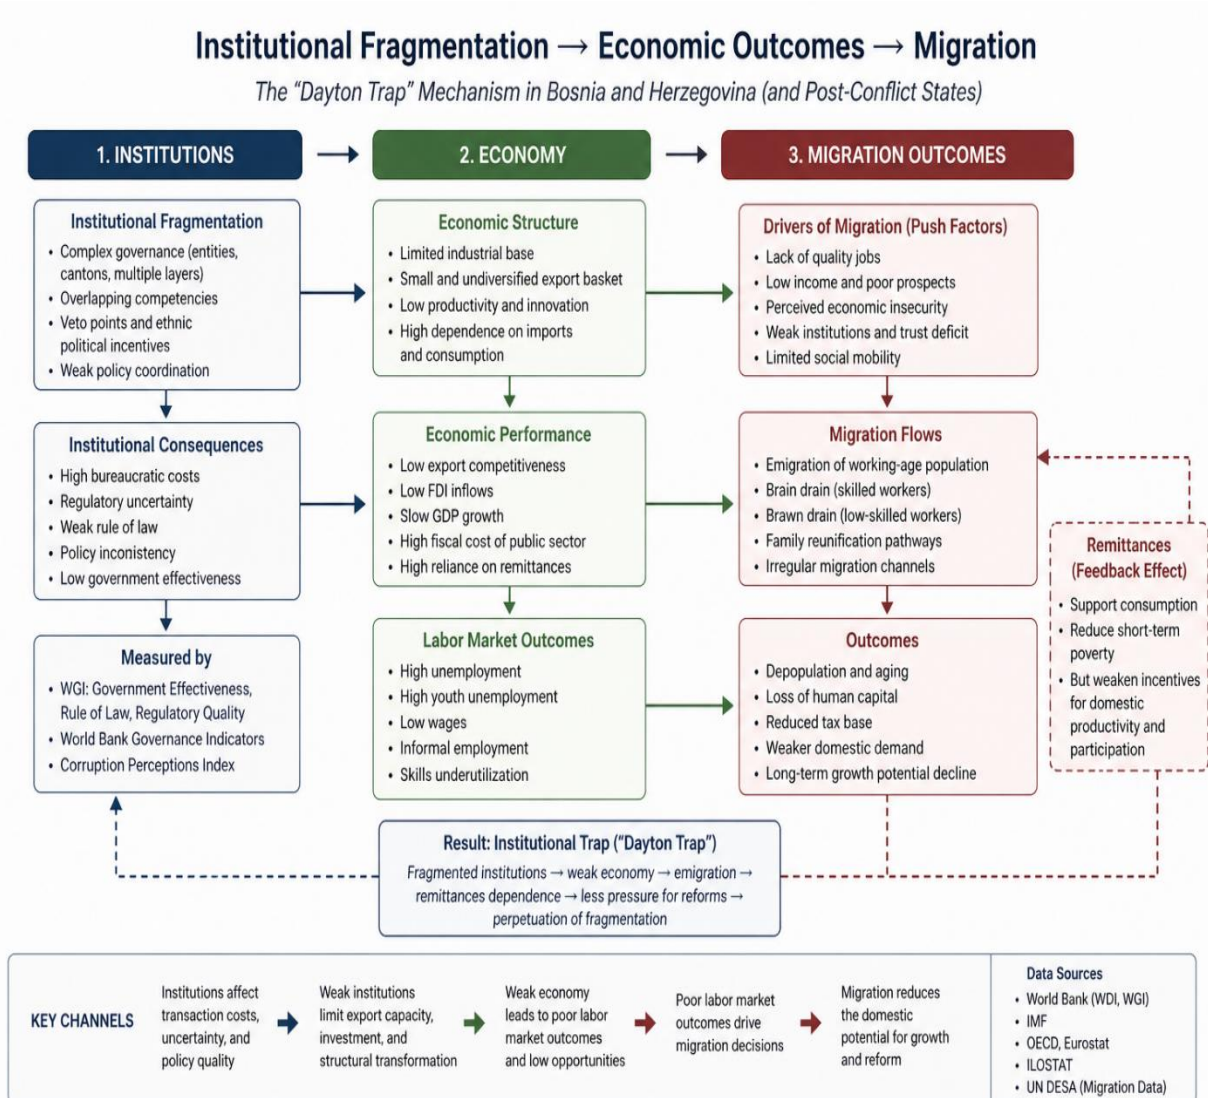 Institutional Fragmentation → Economic Outcomes → Migration
The “Dayton Trap” Mechanism in Bosnia and Herzegovina (and Post-Conflict States)
1. INSTITUTIONS
2. ECONOMY
3. MIGRATION OUTCOMES
Institutional Fragmentation
• Complex governance (entities,
cantons, multiple layers)
• Overlapping competencies
• Veto points and ethnic
political incentives
• Weak policy coordination
Institutional Consequences
• High bureaucratic costs
• Regulatory uncertainty
• Weak rule of law
• Policy inconistency
• Low government effectiveness
Measured by
• WGI: Government Effectiveness,
Rule of Law, Regulatory Quality
• World Bank Governance Indicators
• Corruption Perceptions Index
Economic Structure
• Limited industrial base
• Small and undiversified export basket
• Low productivity and innovation
• High dependence on imports
and consumption
Economic Performance
• Low export competitiveness
• Low FDI inflows
• Slow GDP growth
• High fiscal cost of public sector
• High reliance on remittances
Labor Market Outcomes
• High unemployment
• High youth unemployment
• Low wages
• Informal employment
• Skills underutilization
Drivers of Migration (Push Factors)
• Lack of quality jobs
• Low income and poor prospects
• Perceived economic insecurity
• Weak institutions and trust deficit
• Limited social mobility
Migration Flows
• Emigration of working-age population
• Brain drain (skilled workers)
• Brawn drain (low-skilled workers)
• Family reunification pathways
• Irregular migration channels
Outcomes
• Depopulation and aging
• Loss of human capital
• Reduced tax base
• Weaker domestic demand
• Long-term growth potential decline
Remittances
(Feedback Effect)
• Support consumption
• Reduce short-term
poverty
• But weaken incentives
for domestic
productivity and
participation
Result: Institutional Trap (“Dayton Trap”)
Fragmented institutions → weak economy → emigration →
remittances dependence → less pressure for reforms →
perpetuation of fragmentation
KEY CHANNELS
Institutions affect
transaction costs,
uncertainty, and
policy quality
Weak institutions
limit export capacity,
investment, and
structural transformation
Weak economy
leads to poor labor
market outcomes
and low opportunities
Poor labor market
outcomes drive
migration decisions
Migration reduces
the domestic
potential for growth
and reform
Data Sources
• World Bank (WDI, WGI)
• IMF
• OECD, Eurostat
• ILOSTAT
• UN DESA (Migration Data)